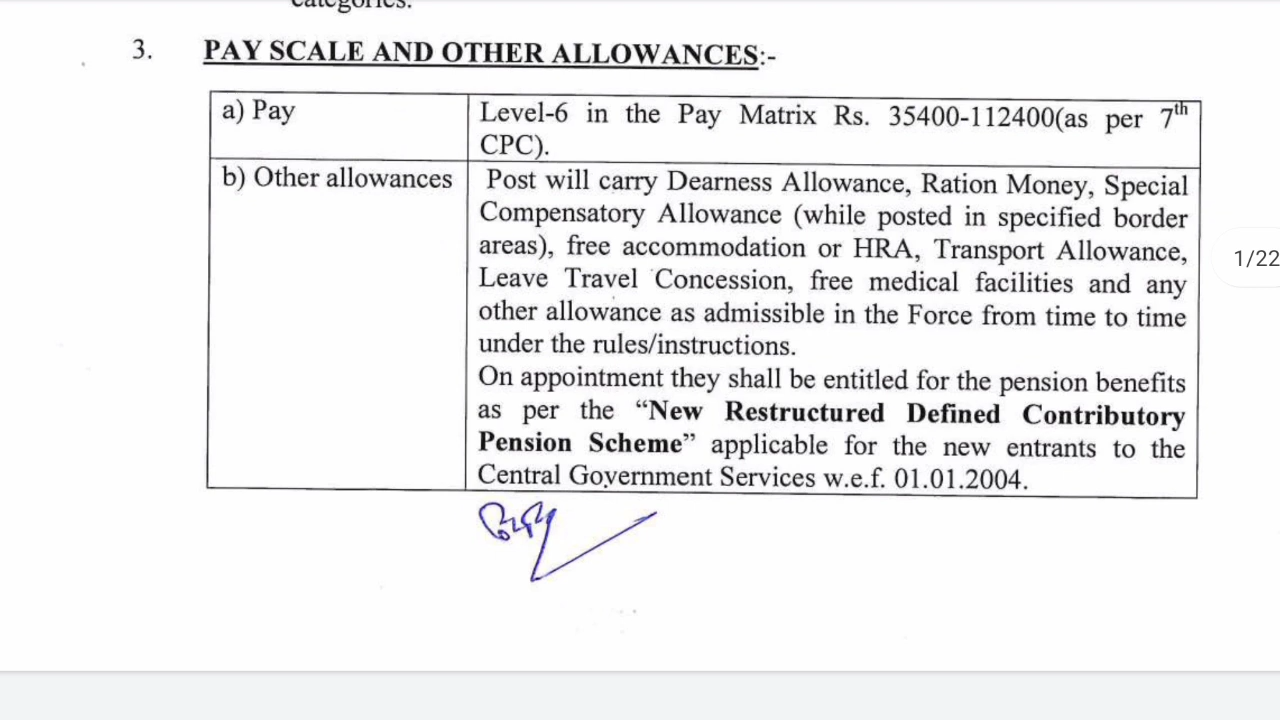 categories.
3. PAY SCALE AND OTHER ALLOWANCES:-
a) Pay
Level-6 in the Pay Matrix Rs. 35400-112400(as per 7th
CPC).
b) Other allowances
Post will carry Dearness Allowance, Ration Money, Special
Compensatory Allowance (while posted in specified border
areas), free accommodation or HRA, Transport Allowance,
Leave Travel Concession, free medical facilities and any
other allowance as admissible in the Force from time to time
under the rules/instructions.
On appointment they shall be entitled for the pension benefits
as per the “New Restructured Defined Contributory
Pension Scheme” applicable for the new entrants to the
Central Government Services w.e.f. 01.01.2004.
1/22